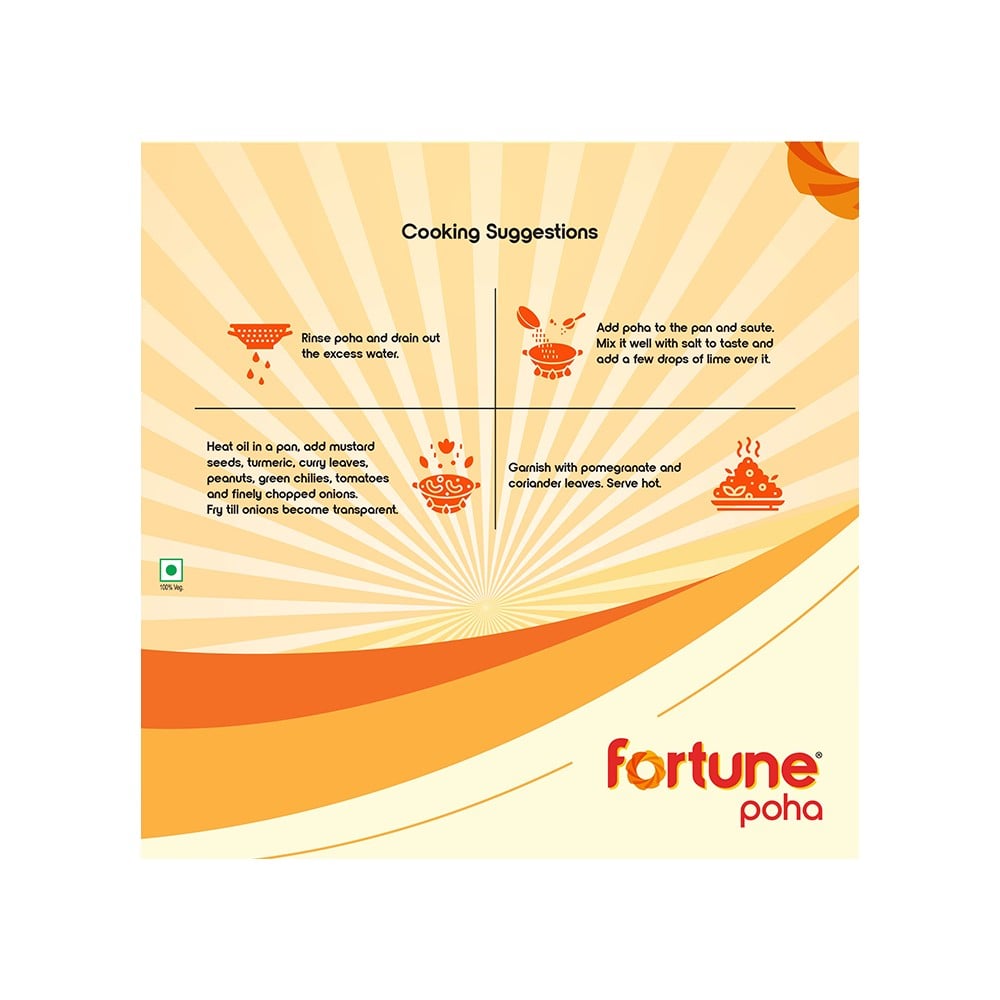 Cooking Suggestions
Rinse poha and drain out
the excess water.
Heat oil in a pan, add mustard
seeds, turmeric, curry leaves,
peanuts, green chilies, tomatoes
and finely chopped onions.
Fry till onions become transparent.
Add poha to the pan and saute.
Mix it well with salt to taste and
add a few drops of lime over it.
Garnish with pomegranate and
coriander leaves. Serve hot.
100% Veg.
fortune®
poha